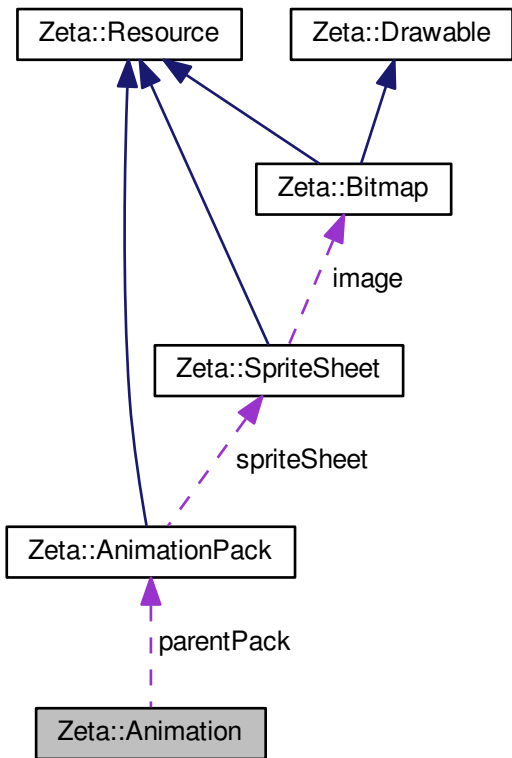 Zeta::Resource
Zeta::Drawable
Zeta::Bitmap
image
Zeta::SpriteSheet
spriteSheet
Zeta::AnimationPack
parentPack
Zeta::Animation